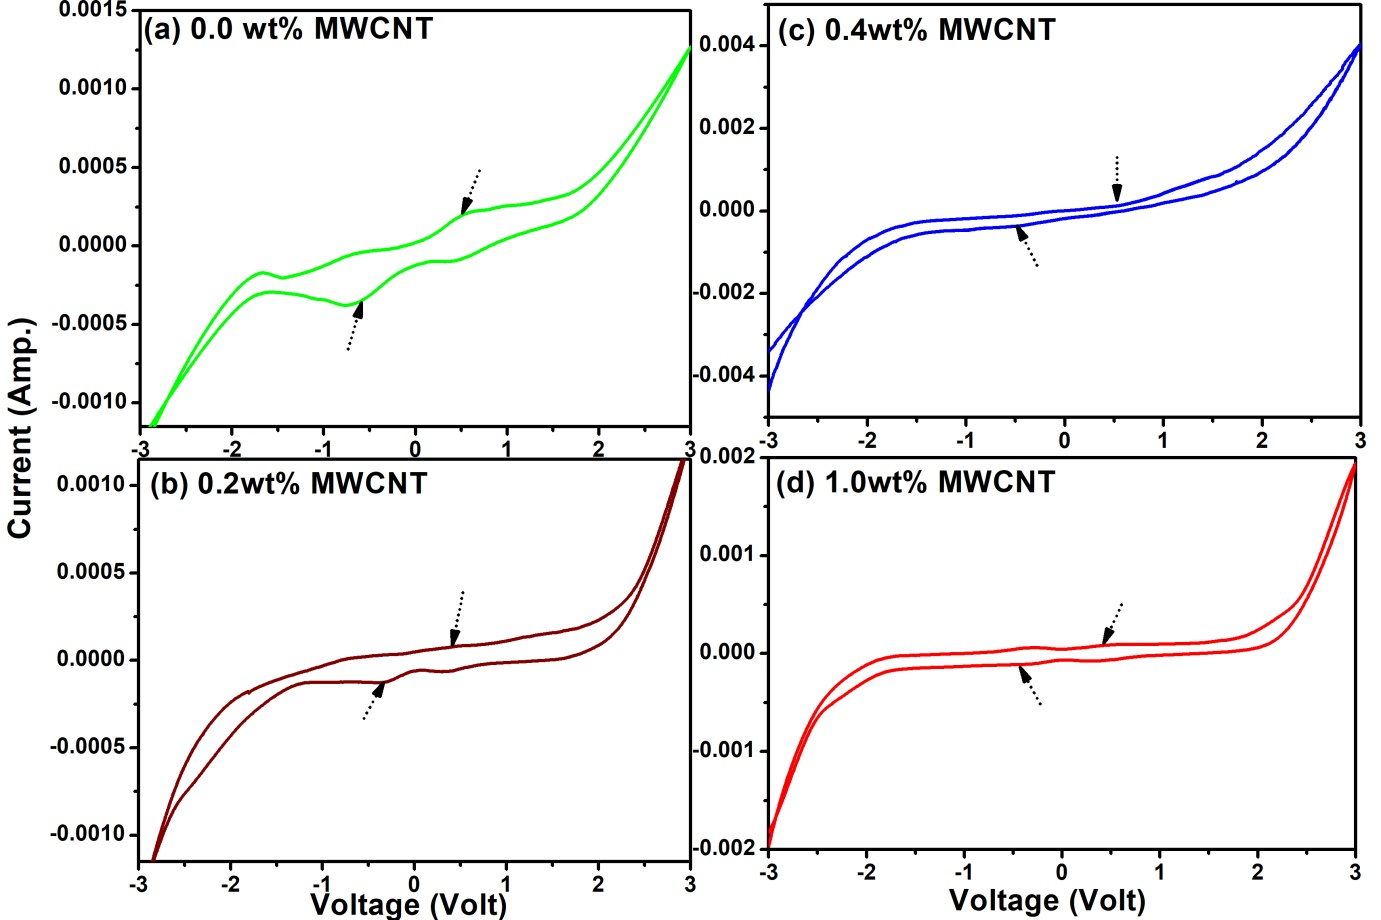 Current (Amp.)
(a) 0.0 wt% MWCNT
0.0015
0.0010
0.0005
0.0000
-0.0005
-0.0010
-3 -2 -1 0 1 2 3
(c) 0.4wt% MWCNT
0.004
0.002
0.000
-0.002
-0.004
-3 -2 -1 0 1 2 3
(b) 0.2wt% MWCNT
0.0010
0.0005
0.0000
-0.0005
-0.0010
-3 -2 -1 0 1 2 3
Voltage (Volt)
(d) 1.0wt% MWCNT
0.002
0.001
0.000
-0.001
-0.002
-3 -2 -1 0 1 2 3
Voltage (Volt)